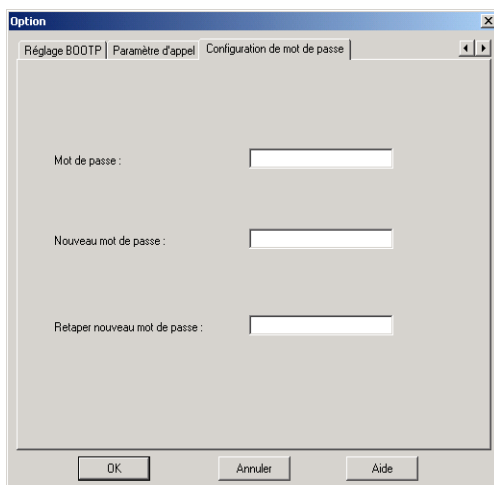 Option
Réglage BOOTP Paramètre d'appel Configuration de mot de passe
Mot de passe :
Nouveau mot de passe :
Retaper nouveau mot de passe :
OK Annuler Aide